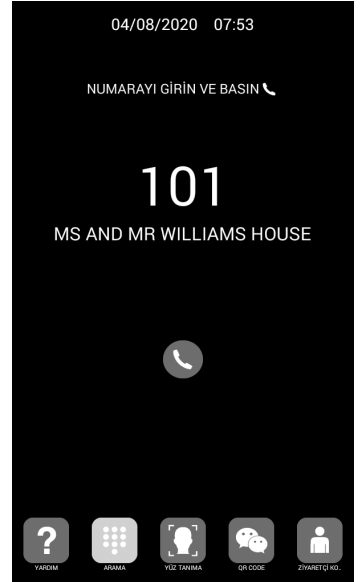 04/08/2020 07:53
NUMARAYI GİRİN VE BASIN
101
MS AND MR WILLIAMS HOUSE
YARDIM ARAMA YÜZ TANIMA QR CODE ZİYARETÇİ KO..